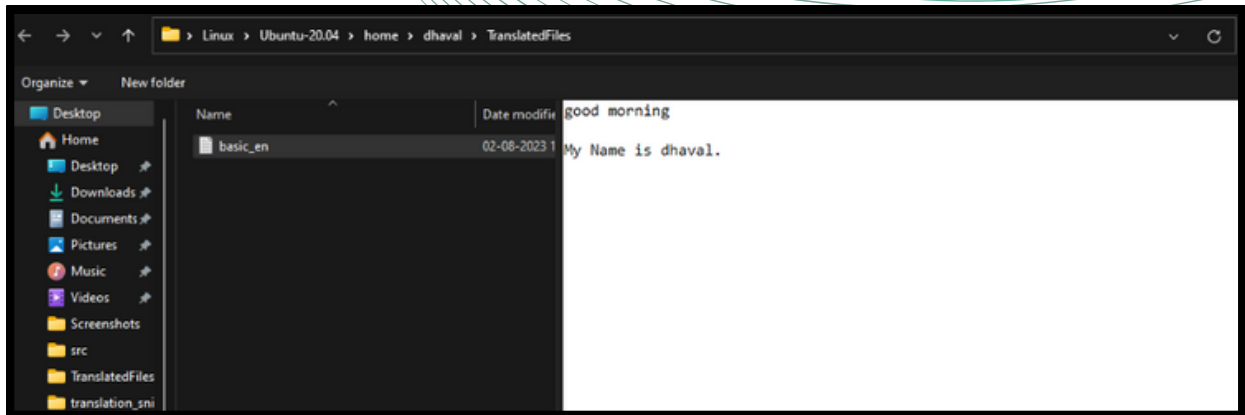 Linux > Ubuntu-20.04 > home > dhaval > TranslatedFiles
Organize New folder
Desktop
Home
Desktop
Downloads
Documents
Pictures
Music
Videos
Screenshots
src
TranslatedFiles
translation_sni
Name Date modifie
basic_en 02-08-2023 1
good morning
My Name is dhaval.